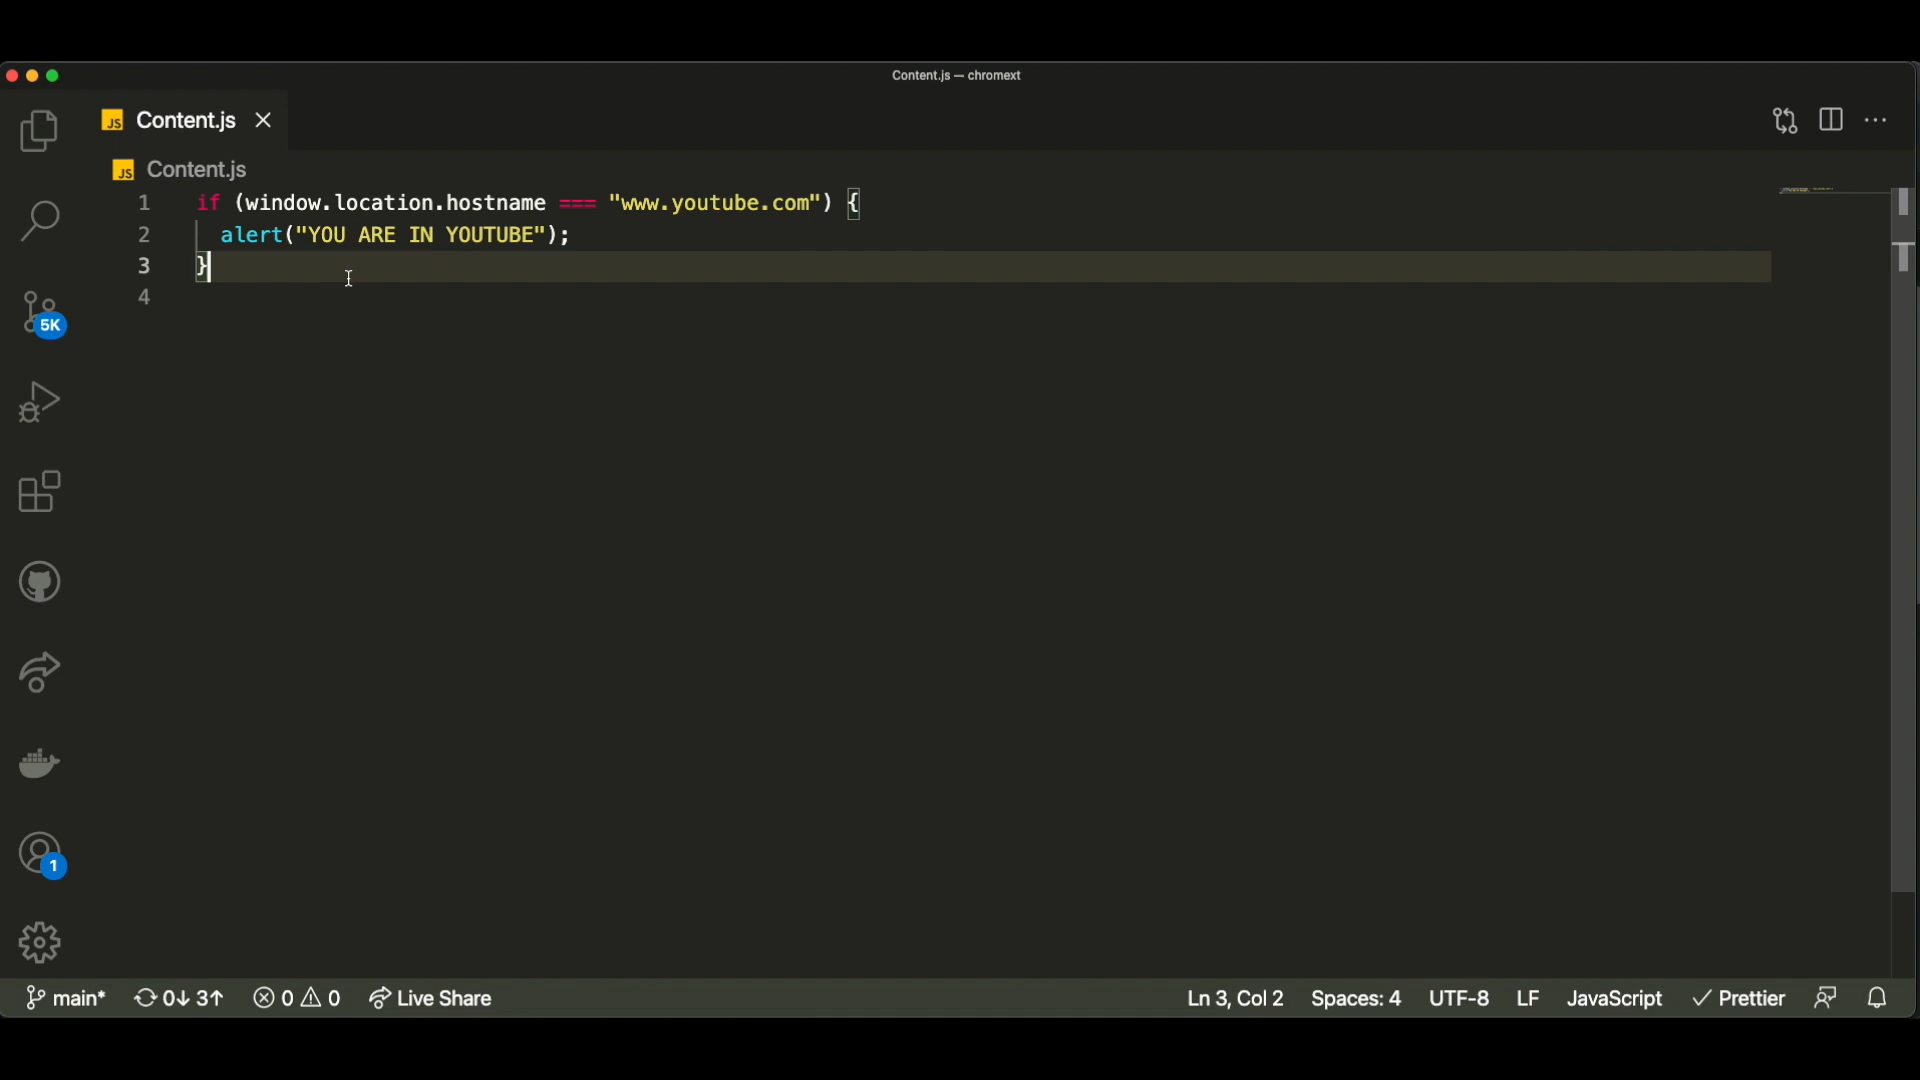 Content.js — chromext
JS Content.js
JS Content.js
1 if (window.location.hostname === "www.youtube.com") {
2 alert("YOU ARE IN YOUTUBE");
3 }
4
5K
1
main* 0↓ 3↑ 0 0 Live Share Ln 3, Col 2 Spaces: 4 UTF-8 LF JavaScript Prettier